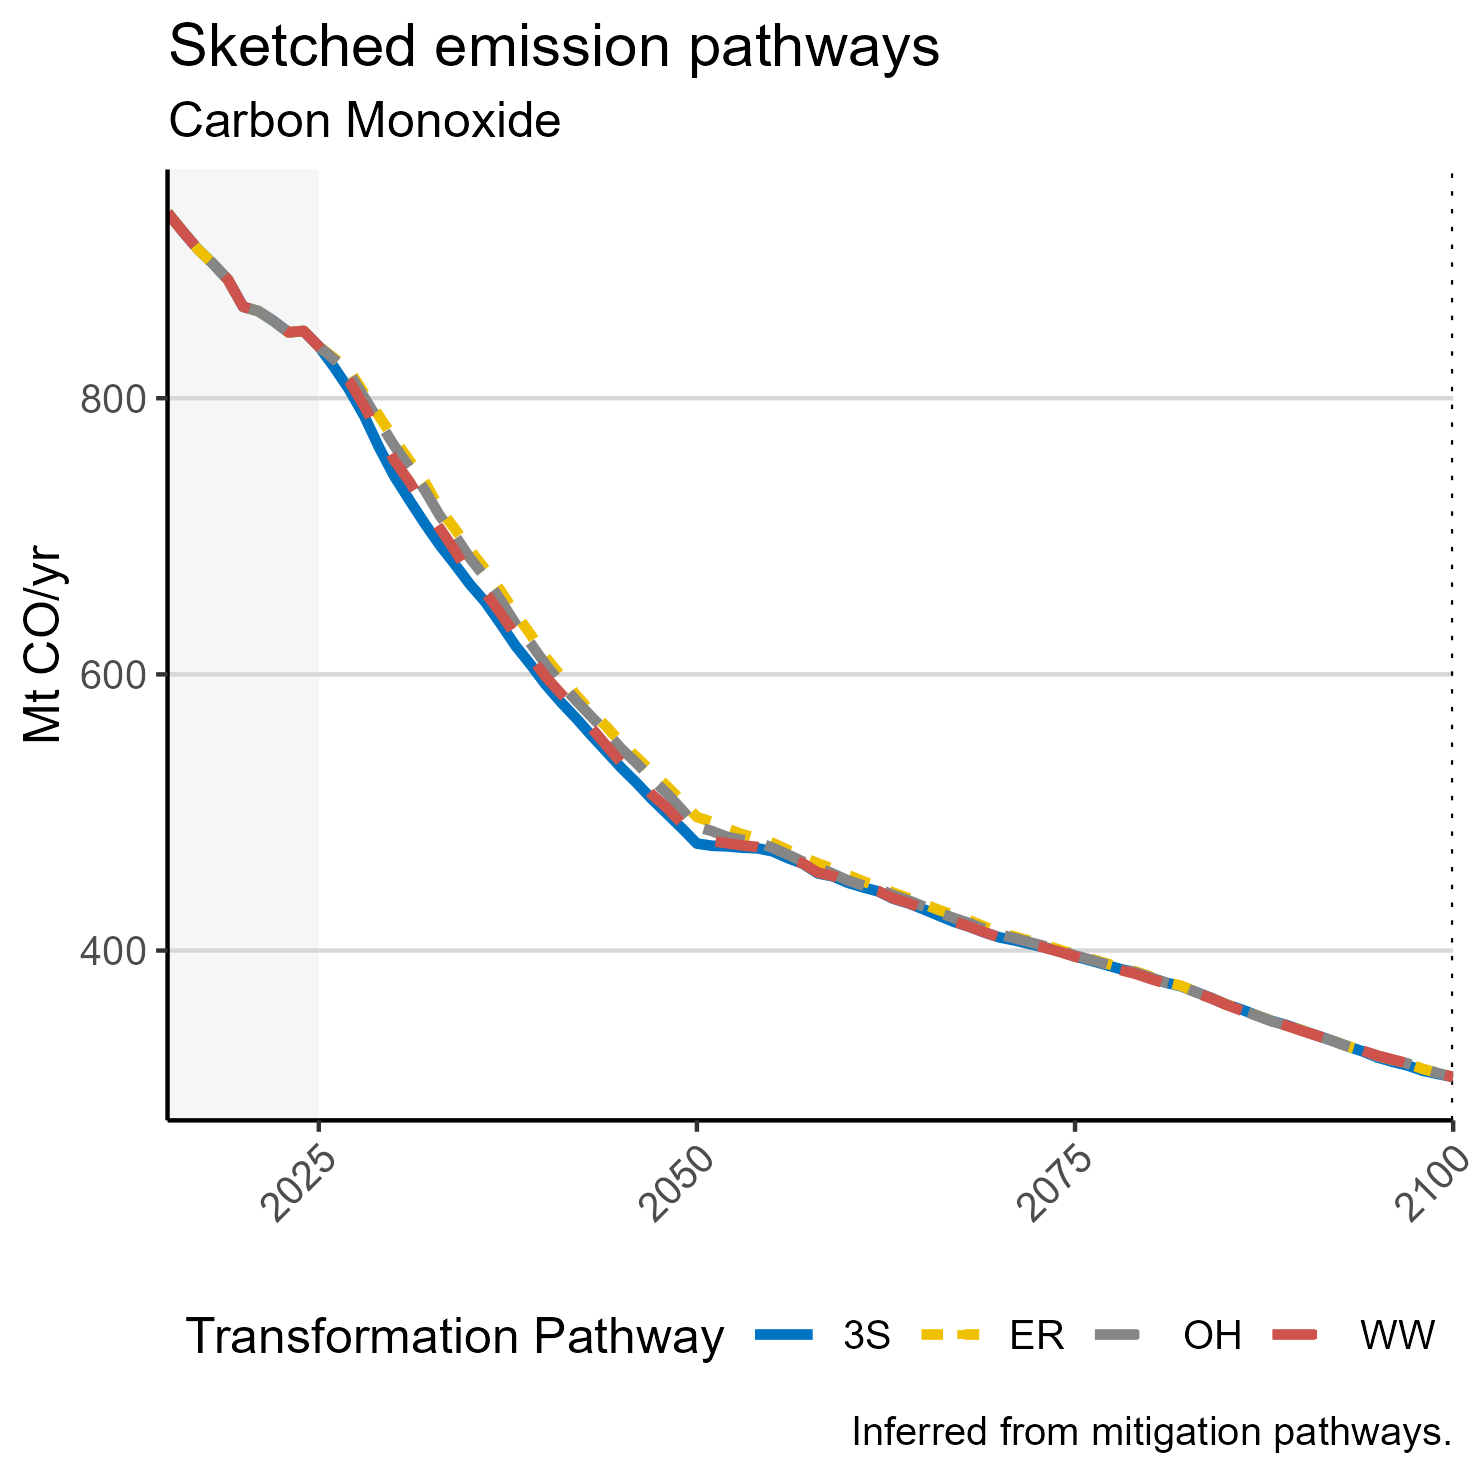 Sketched emission pathways
Carbon Monoxide
Mt CO/yr
800
600
400
2025
2050
2075
2100
Transformation Pathway 3S ER OH WW
Inferred from mitigation pathways.